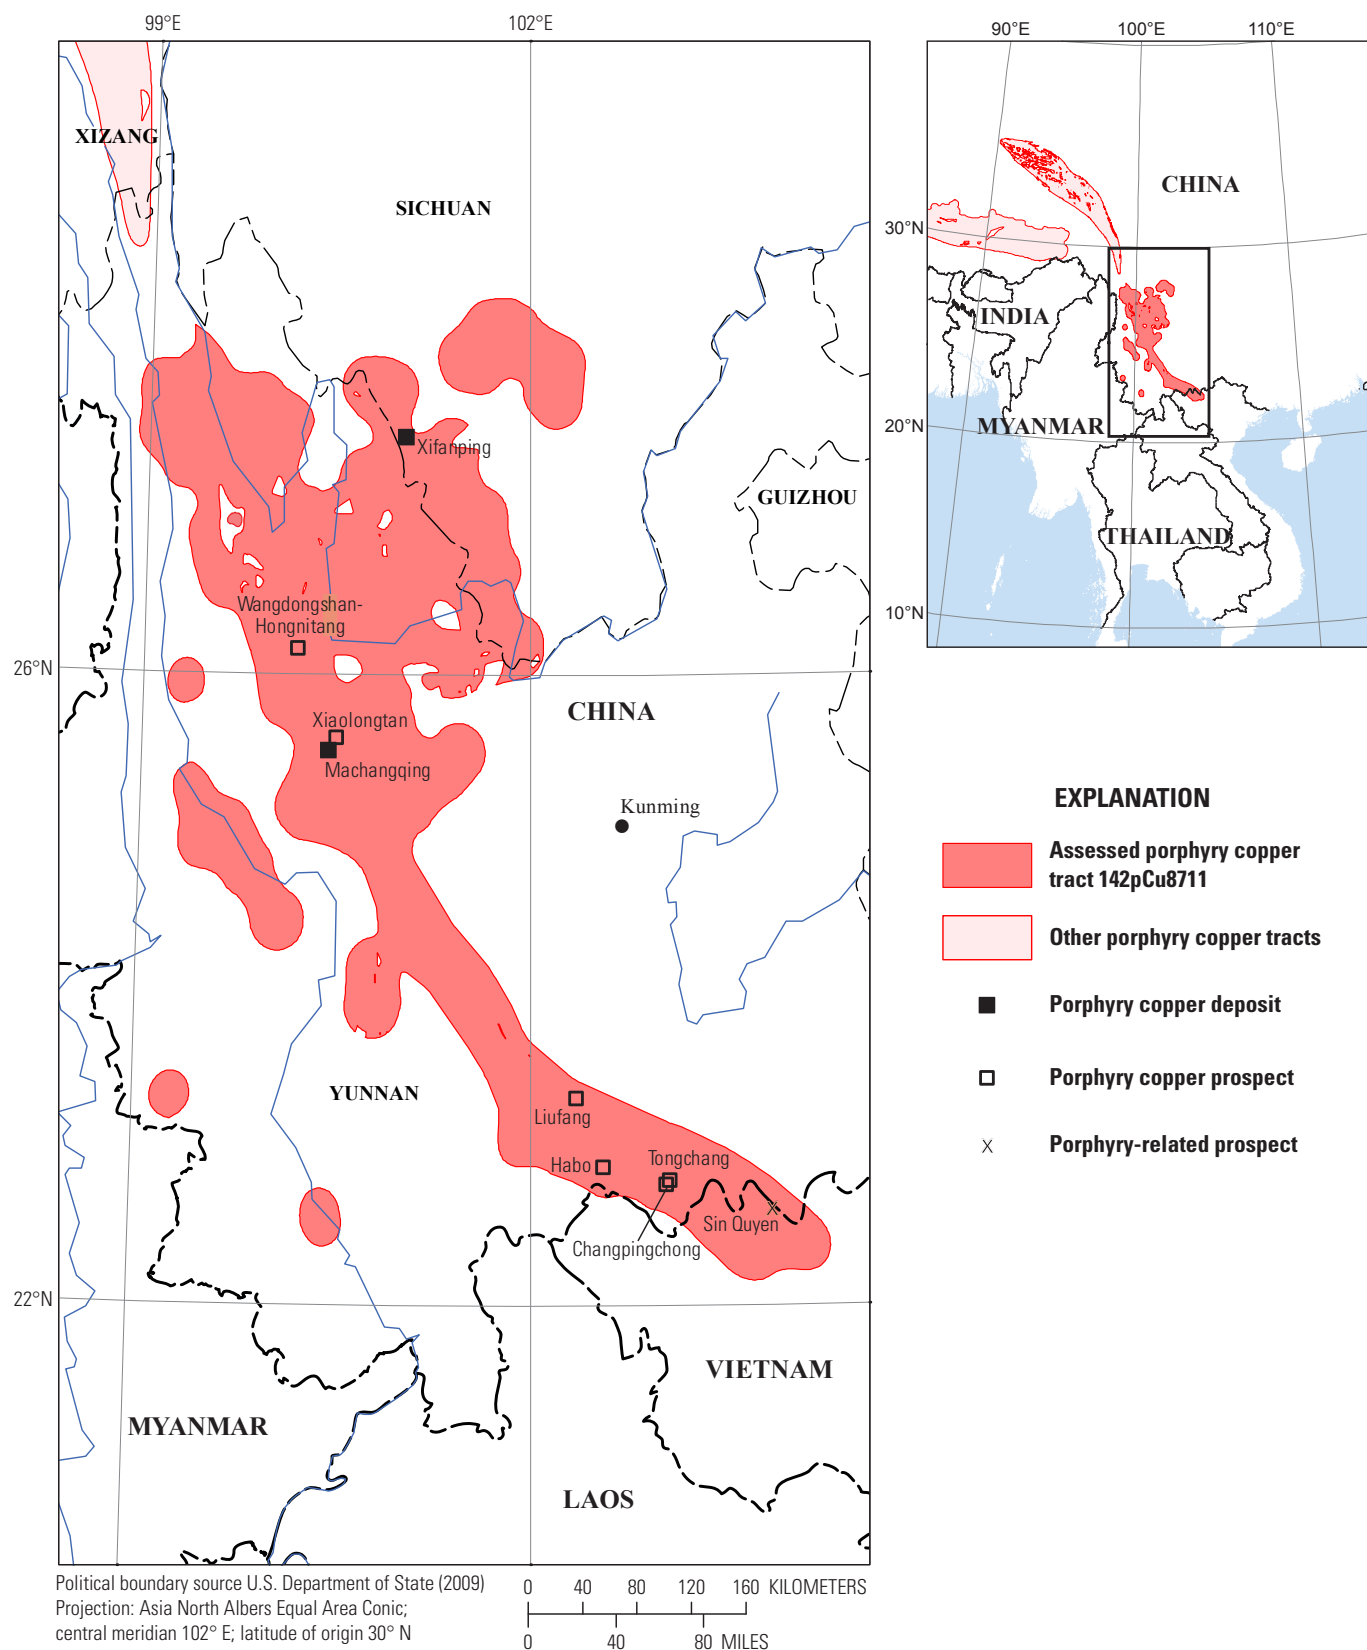 99°E
102°E
XIZANG
SICHUAN
Xifanping
GUIZHOU
Wangdongshan-
Hongnitang
26°N
CHINA
Xiaolongtan
Machangqing
Kunming
YUNNAN
Liufang
Habo
Tongchang
Sin Quyen
Changpingchong
22°N
VIETNAM
MYANMAR
LAOS
Political boundary source U.S. Department of State (2009)
Projection: Asia North Albers Equal Area Conic;
central meridian 102° E; latitude of origin 30° N
0 40 80 120 160 KILOMETERS
0 40 80 MILES
90°E
100°E
110°E
CHINA
30°N
INDIA
MYANMAR
20°N
THAILAND
10°N
EXPLANATION
Assessed porphyry copper
tract 142pCu8711
Other porphyry copper tracts
Porphyry copper deposit
Porphyry copper prospect
X Porphyry-related prospect